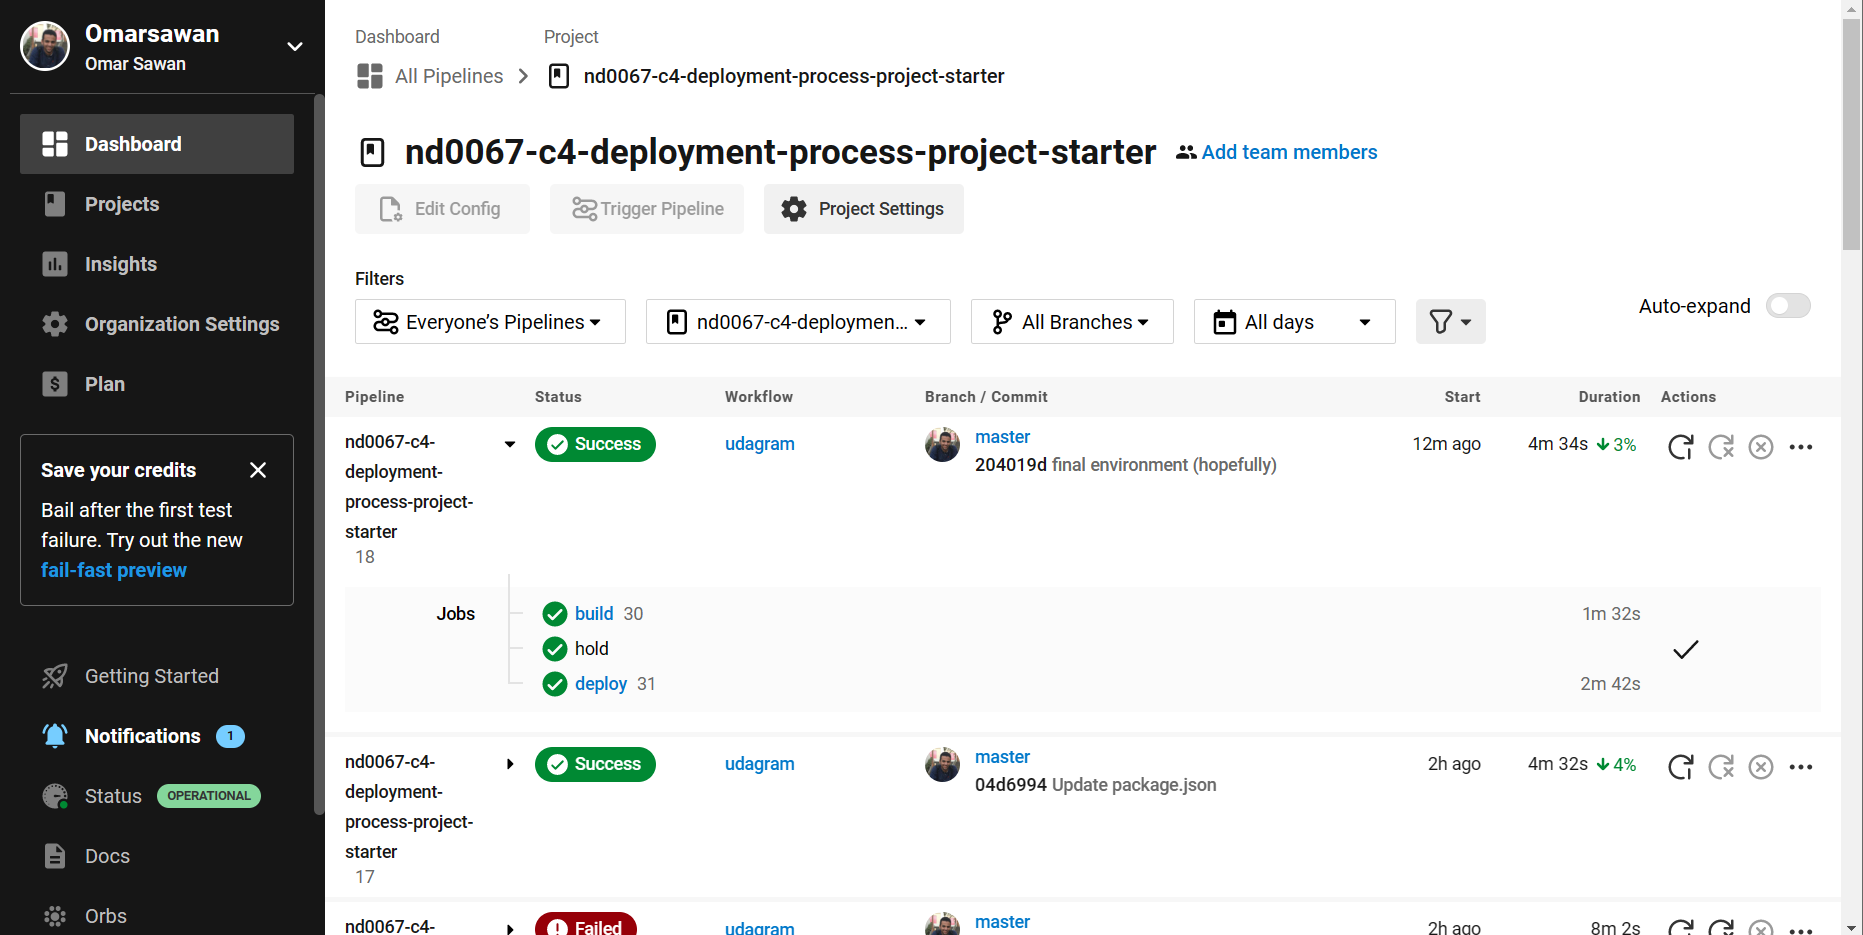 Omarsawan
Omar Sawan
Dashboard
Projects
Insights
Organization Settings
Plan
Save your credits
Bail after the first test
failure. Try out the new
fail-fast preview
Getting Started
Notifications 1
Status OPERATIONAL
Docs
Orbs
Dashboard Project
All Pipelines nd0067-c4-deployment-process-project-starter
nd0067-c4-deployment-process-project-starter Add team members
Edit Config Trigger Pipeline Project Settings
Filters
Everyone’s Pipelines nd0067-c4-deploymen... All Branches All days
Auto-expand
Pipeline Status Workflow Branch / Commit Start Duration Actions
nd0067-c4- Success udagram master 12m ago 4m 34s 3%
deployment- 204019d final environment (hopefully)
process-project-
starter
18
Jobs build 30 1m 32s
hold
deploy 31 2m 42s
nd0067-c4- Success udagram master 2h ago 4m 32s 4%
deployment- 04d6994 Update package.json
process-project-
starter
17
nd0067-c4- Failed udagram master 2h ago 8m 2s